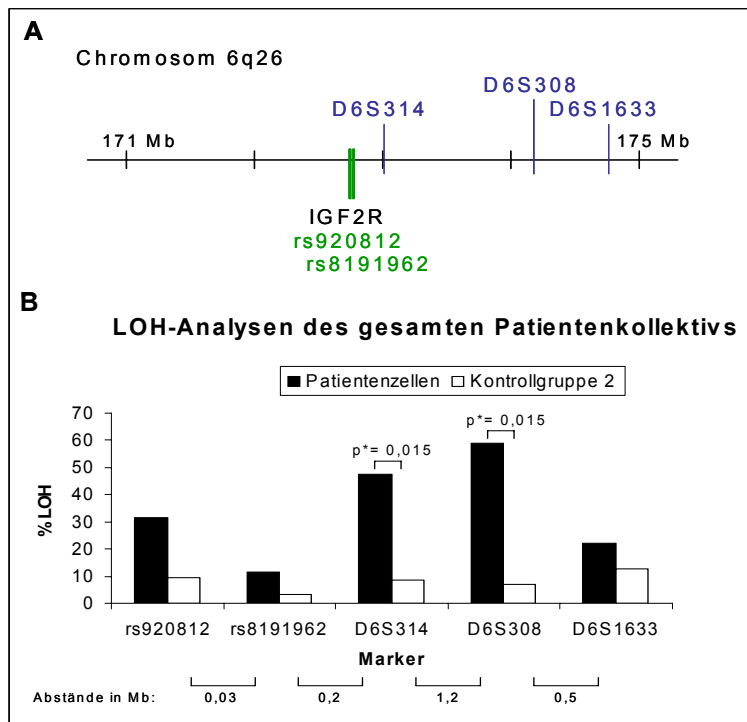 A
Chromosom 6q26
D6S308
D6S314
D6S1633
171 Mb
175 Mb
IGF2R
rs920812
rs8191962
B
LOH-Analysen des gesamten Patientenkollektivs
Patientenzellen Kontrollgruppe 2
70
60
50
40
30
20
10
0
%LOH
p*= 0,015
p*= 0,015
rs920812 rs8191962 D6S314 D6S308 D6S1633
Marker
Abstände in Mb: 0,03 0,2 1,2 0,5